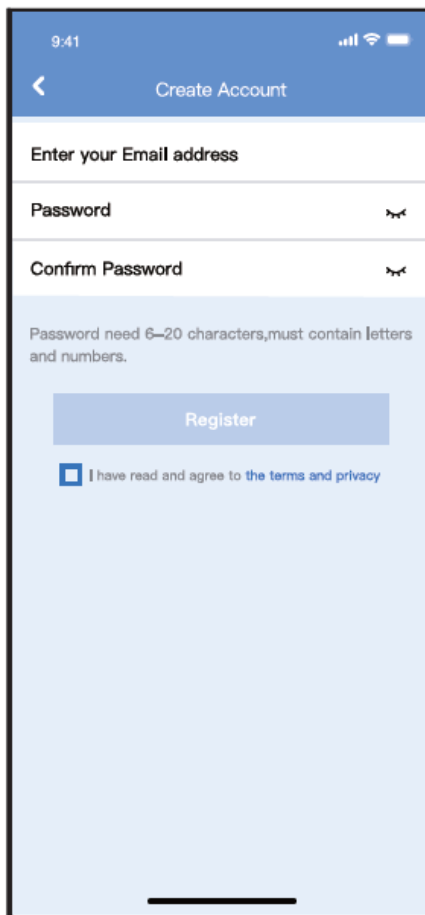 9:41
Create Account
Enter your Email address
Password
Confirm Password
Password need 6–20 characters,must contain letters
and numbers.
Register
I have read and agree to the terms and privacy